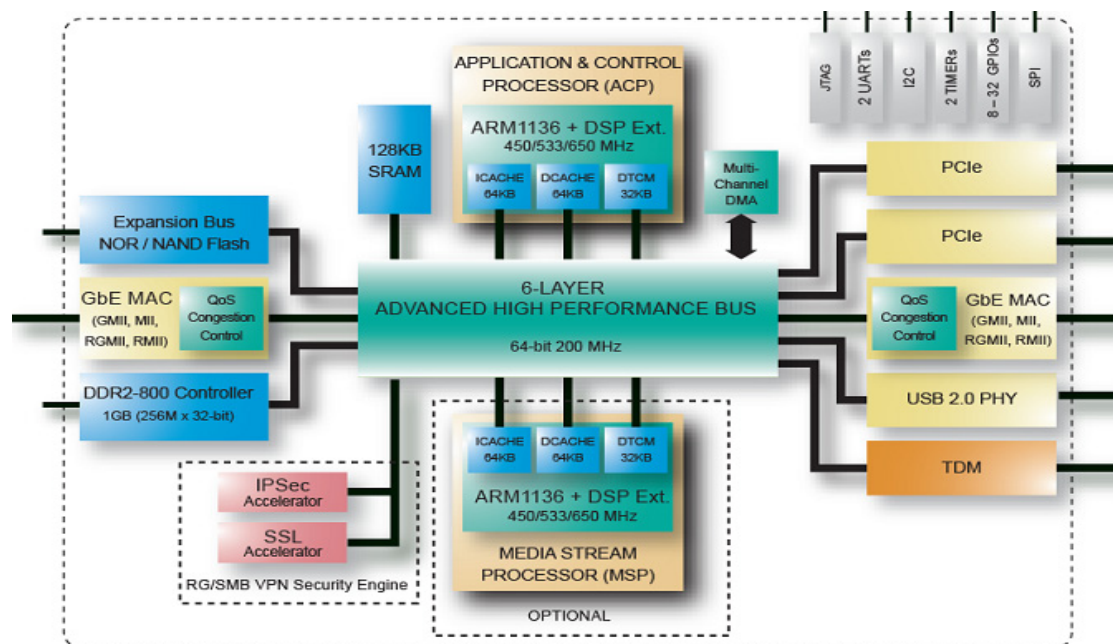 APPLICATION & CONTROL
PROCESSOR (ACP)
ARM1136 + DSP Ext.
450/533/650 MHz
ICACHE
64KB
DCACHE
64KB
DTCM
32KB
128KB
SRAM
Multi-
Channel
DMA
JTAG
2 UARTs
I2C
2 TIMERs
8 – 32 GPIOs
SPI
Expansion Bus
NOR / NAND Flash
GbE MAC
(GMII, MII,
RGMII, RMII)
QoS
Congestion
Control
DDR2-800 Controller
1GB (256M x 32-bit)
6-LAYER
ADVANCED HIGH PERFORMANCE BUS
64-bit 200 MHz
PCIe
PCIe
QoS
Congestion
Control
GbE MAC
(GMII, MII,
RGMII, RMII)
USB 2.0 PHY
TDM
IPSec
Accelerator
SSL
Accelerator
RG/SMB VPN Security Engine
ICACHE
64KB
DCACHE
64KB
DTCM
32KB
ARM1136 + DSP Ext.
450/533/650 MHz
MEDIA STREAM
PROCESSOR (MSP)
OPTIONAL